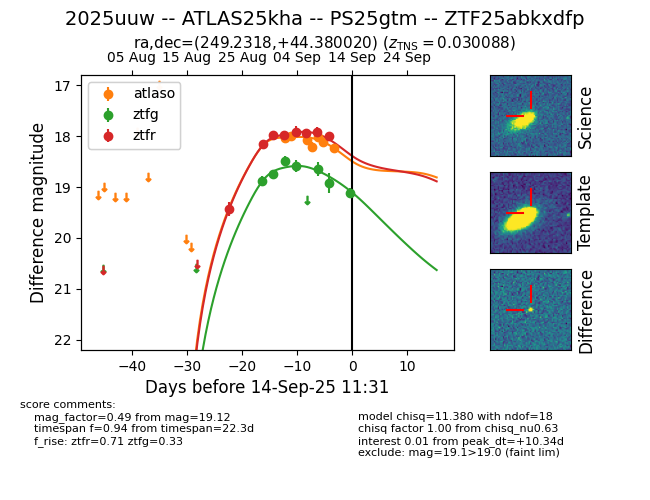 2025uuw -- ATLAS25kha -- PS25gtm -- ZTF25abkxdfp
ra,dec=(249.2318,+44.380020) (z_TNS = 0.030088)
05 Aug 15 Aug 25 Aug 04 Sep 14 Sep 24 Sep
atlaso
ztfg
ztfr
17
18
19
20
21
22
Difference magnitude
−40
−30
−20
−10
0
10
Days before 14-Sep-25 11:31
Science
Template
Difference
score comments:
mag_factor=0.49 from mag=19.12
timespan f=0.94 from timespan=22.3d
f_rise: ztfr=0.71 ztfg=0.33
model chisq=11.380 with ndof=18
chisq factor 1.00 from chisq_nu0.63
interest 0.01 from peak_dt=+10.34d
exclude: mag=19.1>19.0 (faint lim)